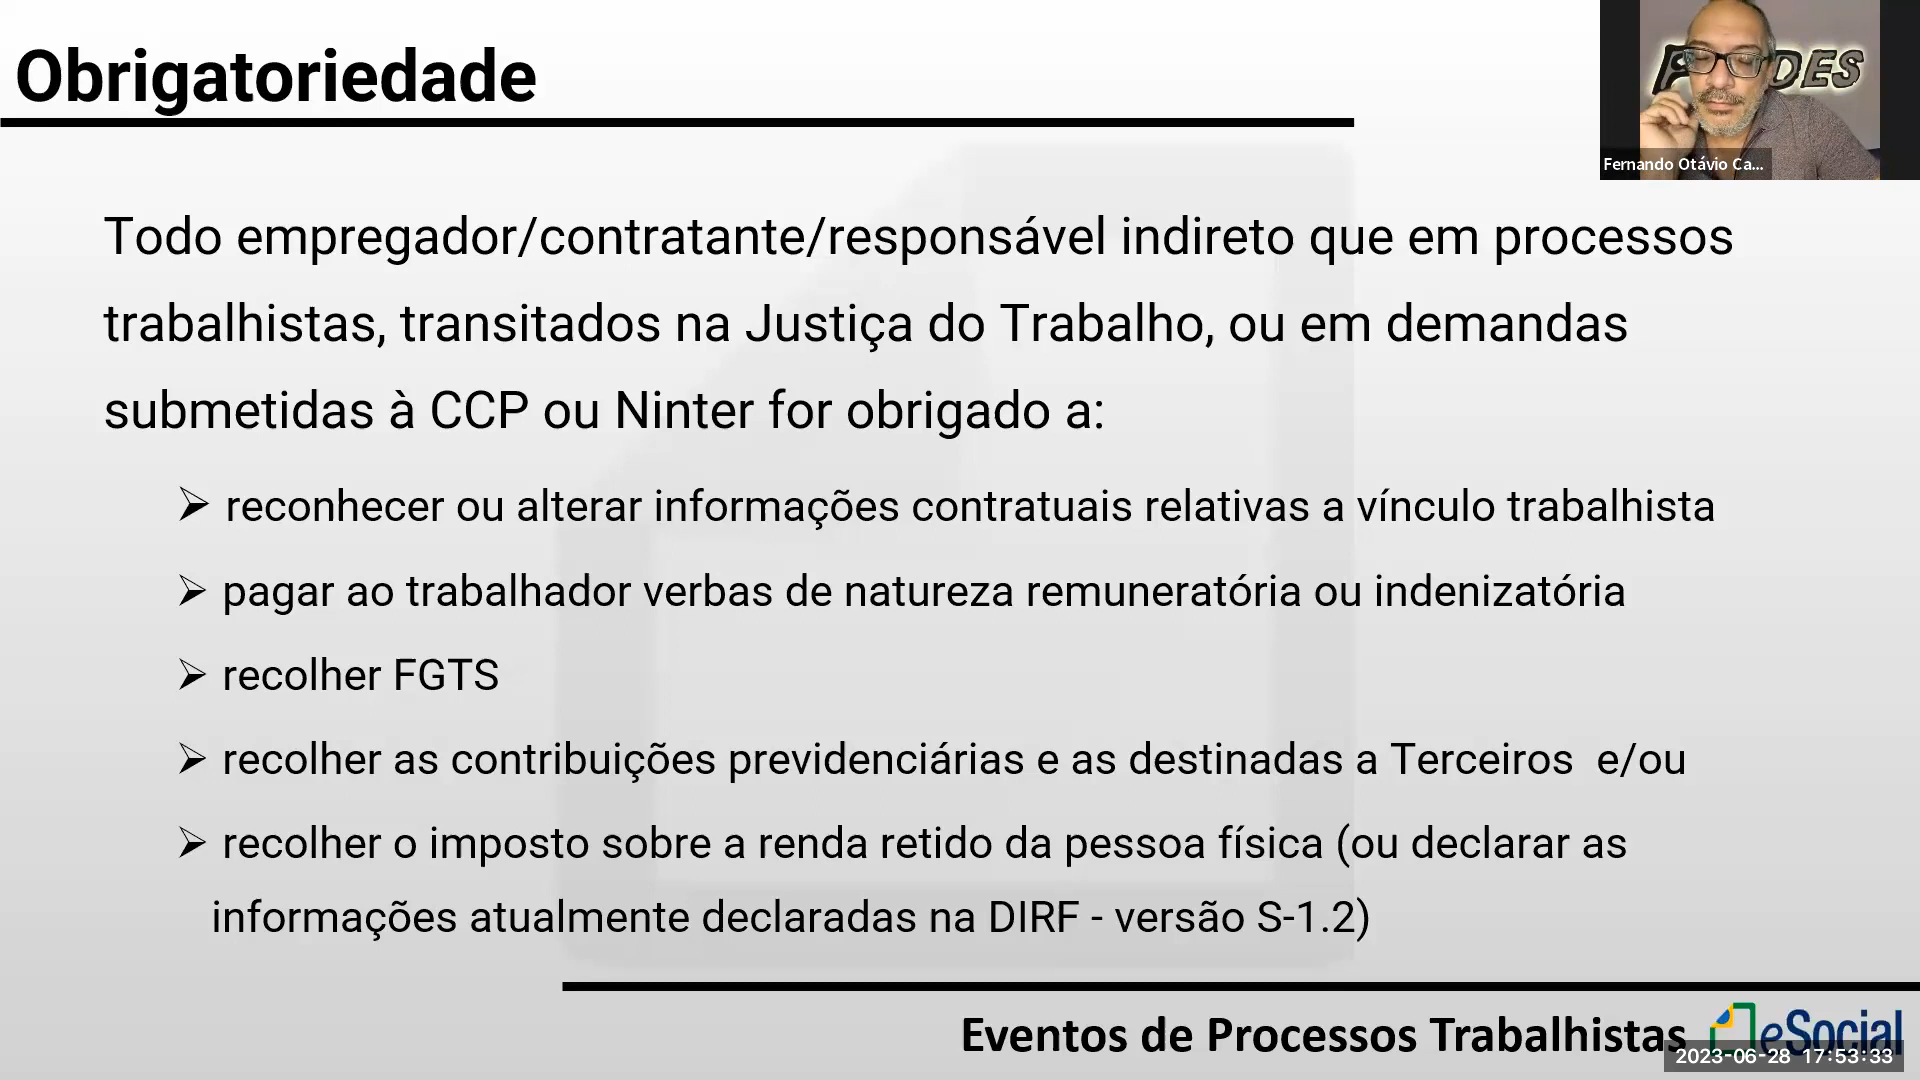 Obrigatoriedade
Fernando Otávio Ca...
Todo empregador/contratante/responsável indireto que em processos
trabalhistas, transitados na Justiça do Trabalho, ou em demandas
submetidas à CCP ou Ninter for obrigado a:
➢ reconhecer ou alterar informações contratuais relativas a vínculo trabalhista
➢ pagar ao trabalhador verbas de natureza remuneratória ou indenizatória
➢ recolher FGTS
➢ recolher as contribuições previdenciárias e as destinadas a Terceiros e/ou
➢ recolher o imposto sobre a renda retido da pessoa física (ou declarar as
informações atualmente declaradas na DIRF - versão S-1.2)
Eventos de Processos Trabalhistas
eSocial
2023-06-28 17:53:33